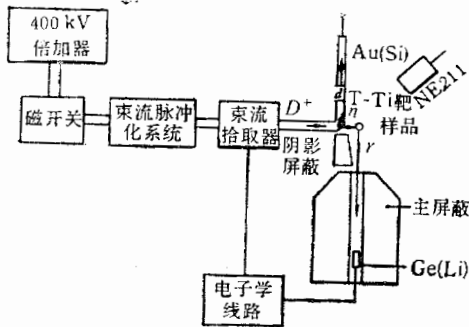 400 kV
倍加器
磁开关
束流脉冲
化系统
束流
拾取器
D⁺
阴影
屏蔽
Au(Si)
d
T-Ti靶
n
样品
NE211
r
主屏蔽
Ge(Li)
电子学
线路